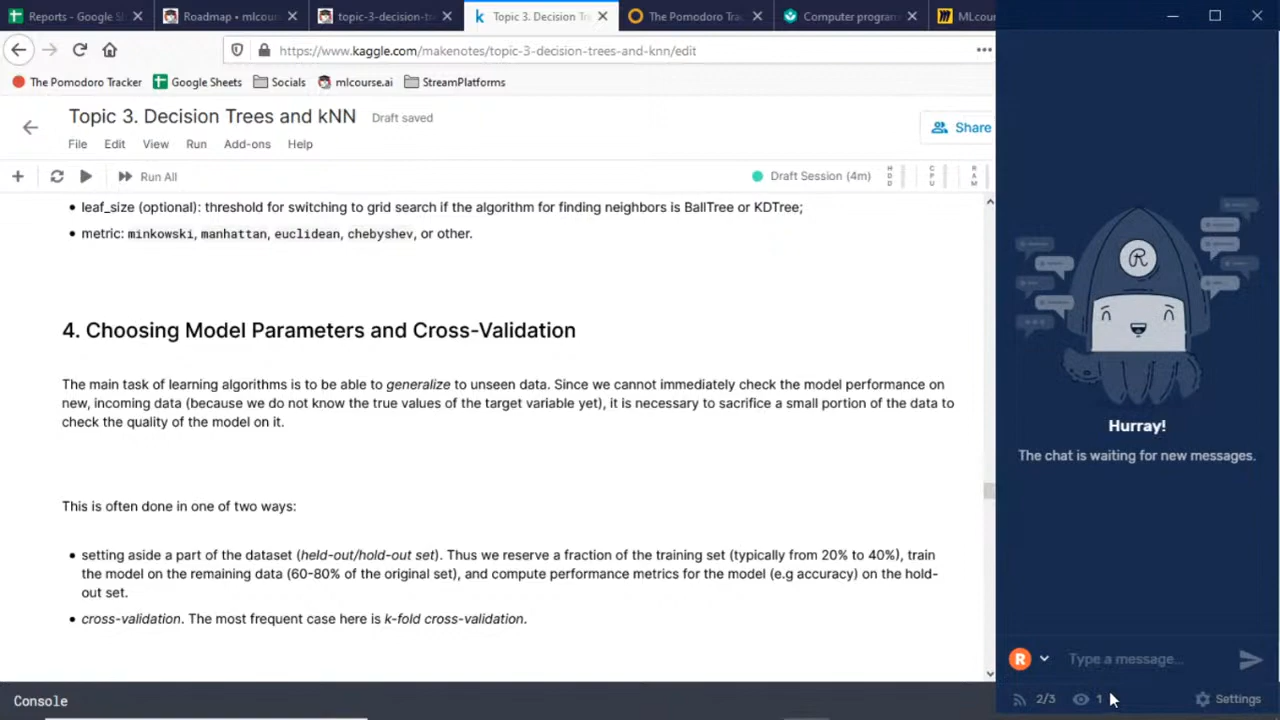 Reports - Google S
Roadmap • mlcours
topic-3-decision-tr
Topic 3. Decision Tre
The Pomodoro Trac
Computer program
MLcour
https://www.kaggle.com/makenotes/topic-3-decision-trees-and-knn/edit
The Pomodoro Tracker
Google Sheets
Socials
mlcourse.ai
StreamPlatforms
Topic 3. Decision Trees and kNN
Draft saved
Share
File
Edit
View
Run
Add-ons
Help
Run All
Draft Session (4m)
HDD
CPU
RAM
• leaf_size (optional): threshold for switching to grid search if the algorithm for finding neighbors is BallTree or KDTree;
• metric: minkowski, manhattan, euclidean, chebyshev, or other.
4. Choosing Model Parameters and Cross-Validation
The main task of learning algorithms is to be able to generalize to unseen data. Since we cannot immediately check the model performance on
new, incoming data (because we do not know the true values of the target variable yet), it is necessary to sacrifice a small portion of the data to
check the quality of the model on it.
This is often done in one of two ways:
• setting aside a part of the dataset (held-out/hold-out set). Thus we reserve a fraction of the training set (typically from 20% to 40%), train
the model on the remaining data (60-80% of the original set), and compute performance metrics for the model (e.g accuracy) on the hold-
out set.
• cross-validation. The most frequent case here is k-fold cross-validation.
Console
R
Hurray!
The chat is waiting for new messages.
R
Type a message...
2/3
1
Settings